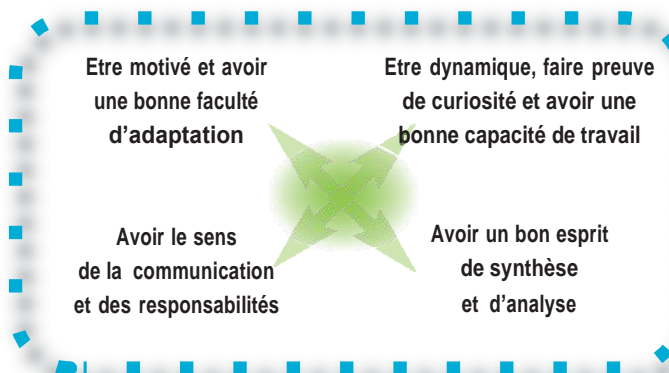 Etre motivé et avoir
une bonne faculté
d'adaptation
Etre dynamique, faire preuve
de curiosité et avoir une
bonne capacité de travail
Avoir le sens
de la communication
et des responsabilités
Avoir un bon esprit
de synthèse
et d'analyse